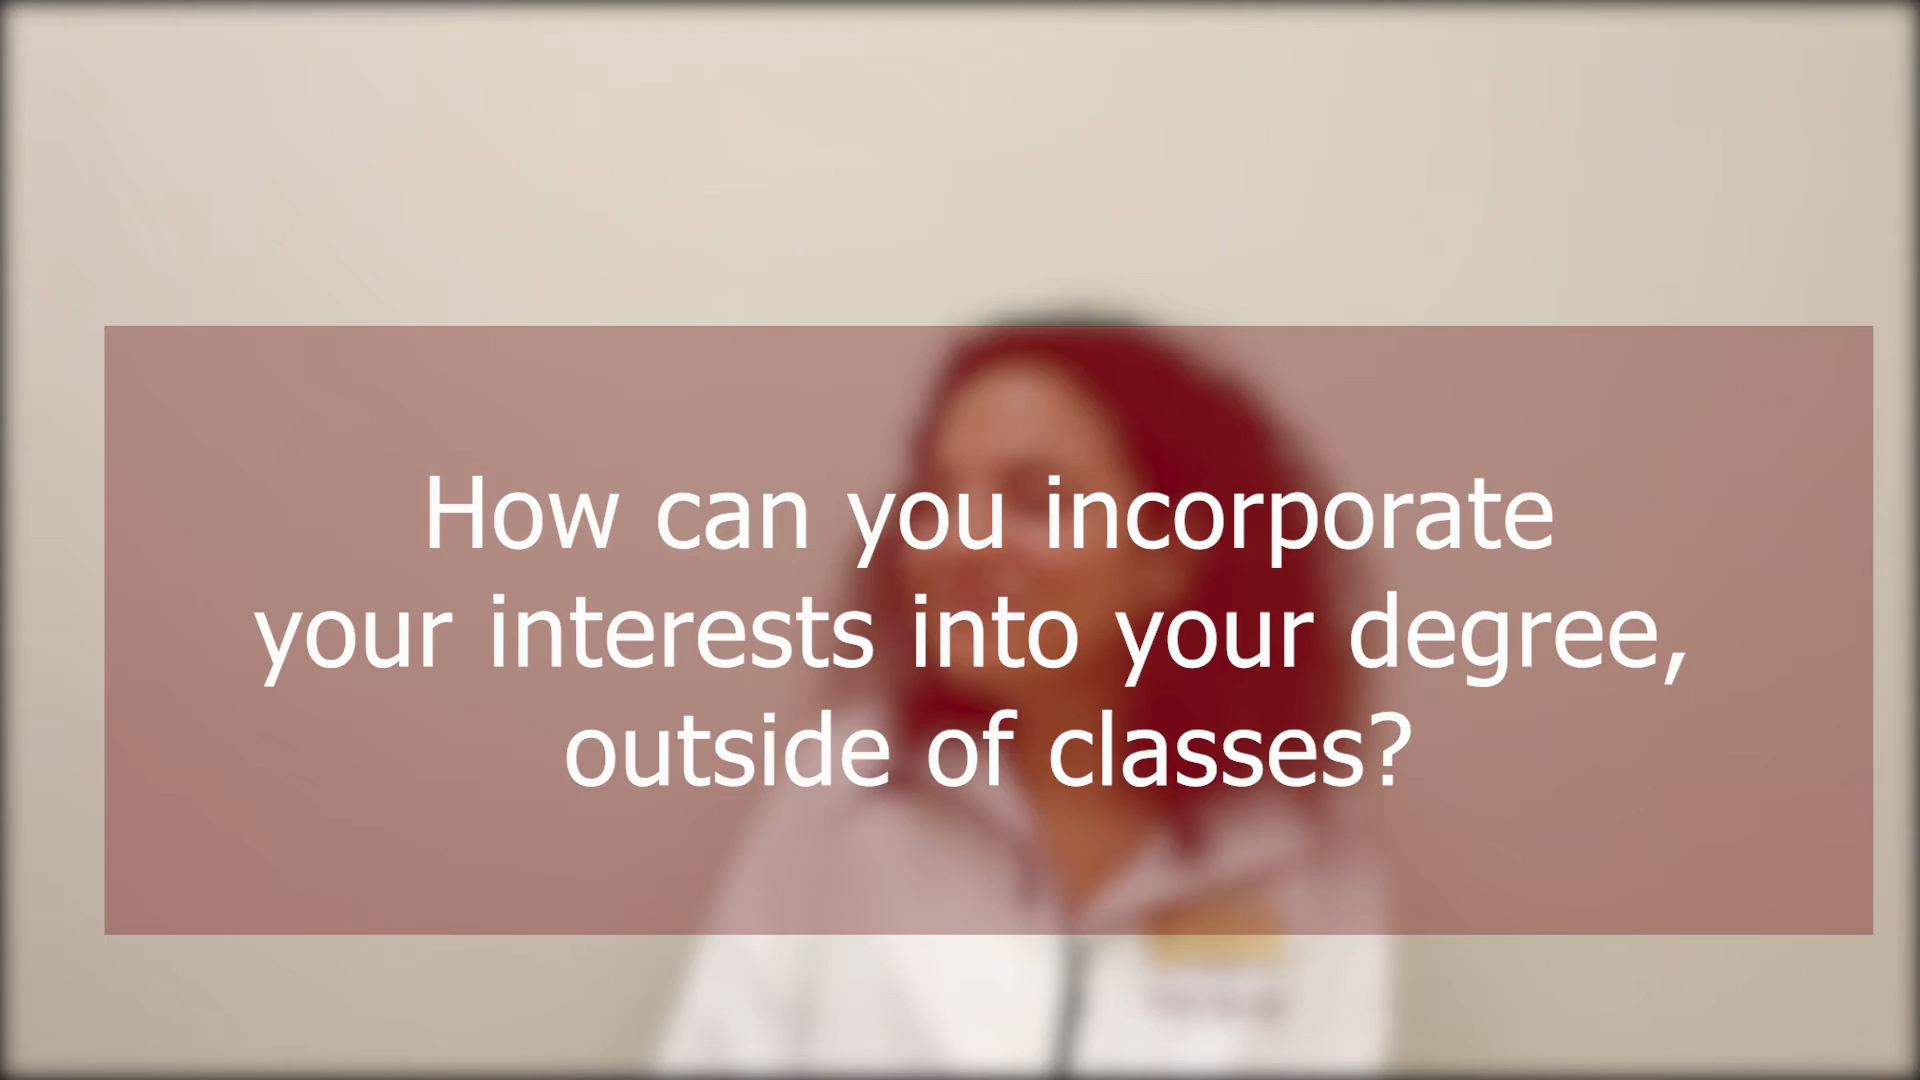 How can you incorporate
your interests into your degree,
outside of classes?